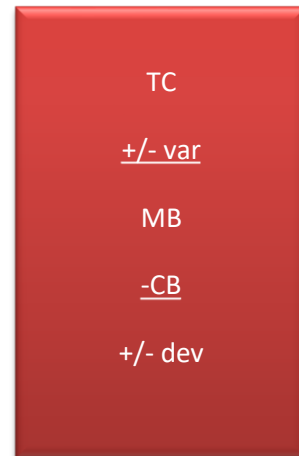 TC
+/- var
MB
-CB
+/- dev